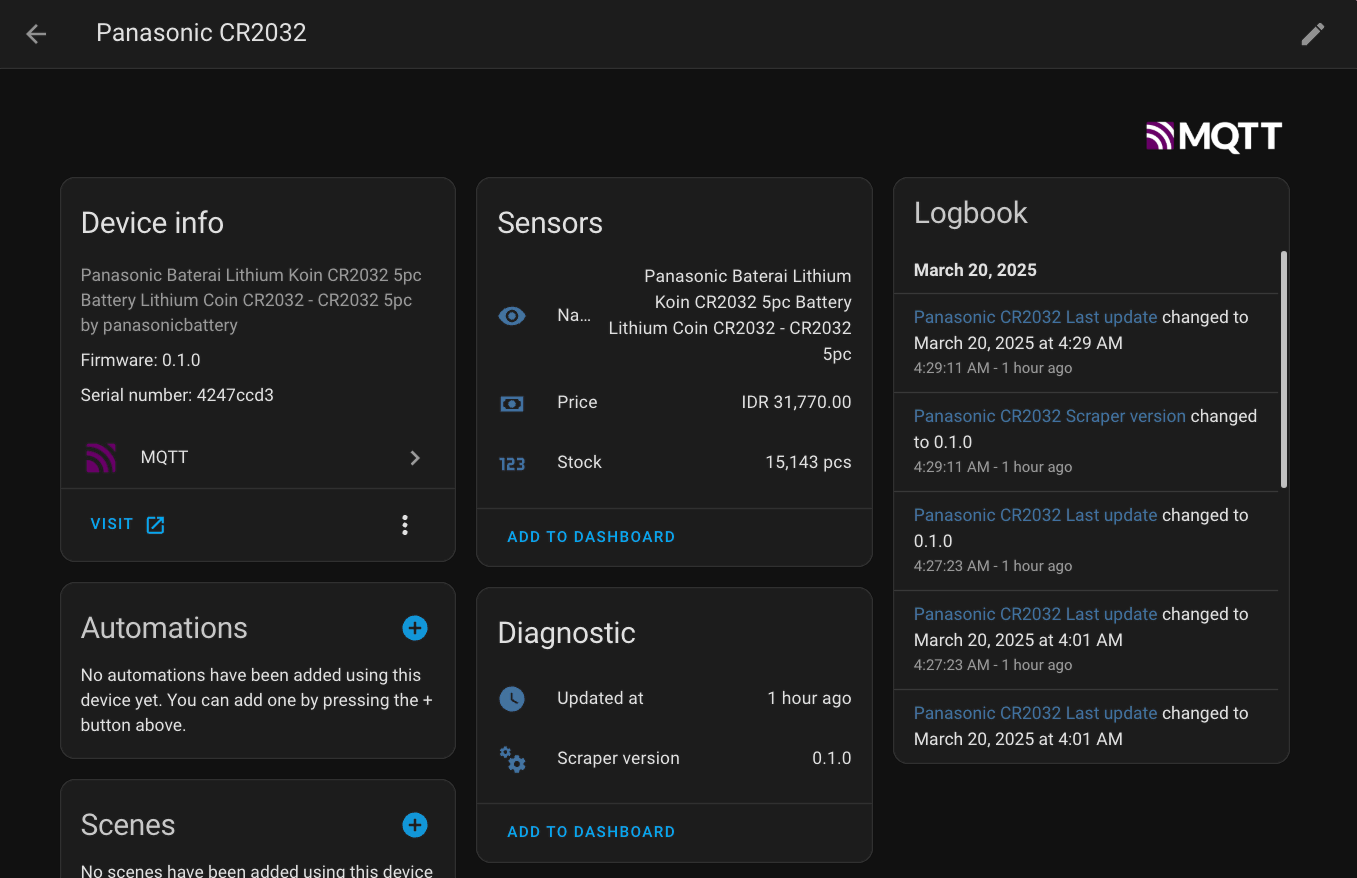 Panasonic CR2032
MQTT
Device info
Panasonic Baterai Lithium Koin CR2032 5pc
Battery Lithium Coin CR2032 - CR2032 5pc
by panasonicbattery
Firmware: 0.1.0
Serial number: 4247ccd3
MQTT
VISIT
Automations
No automations have been added using this
device yet. You can add one by pressing the +
button above.
Scenes
No scenes have been added using this device
Sensors
Na...
Panasonic Baterai Lithium
Koin CR2032 5pc Battery
Lithium Coin CR2032 - CR2032
5pc
Price IDR 31,770.00
123 Stock 15,143 pcs
ADD TO DASHBOARD
Diagnostic
Updated at 1 hour ago
Scraper version 0.1.0
ADD TO DASHBOARD
Logbook
March 20, 2025
Panasonic CR2032 Last update changed to
March 20, 2025 at 4:29 AM
4:29:11 AM - 1 hour ago
Panasonic CR2032 Scraper version changed
to 0.1.0
4:29:11 AM - 1 hour ago
Panasonic CR2032 Last update changed to
0.1.0
4:27:23 AM - 1 hour ago
Panasonic CR2032 Last update changed to
March 20, 2025 at 4:01 AM
4:27:23 AM - 1 hour ago
Panasonic CR2032 Last update changed to
March 20, 2025 at 4:01 AM